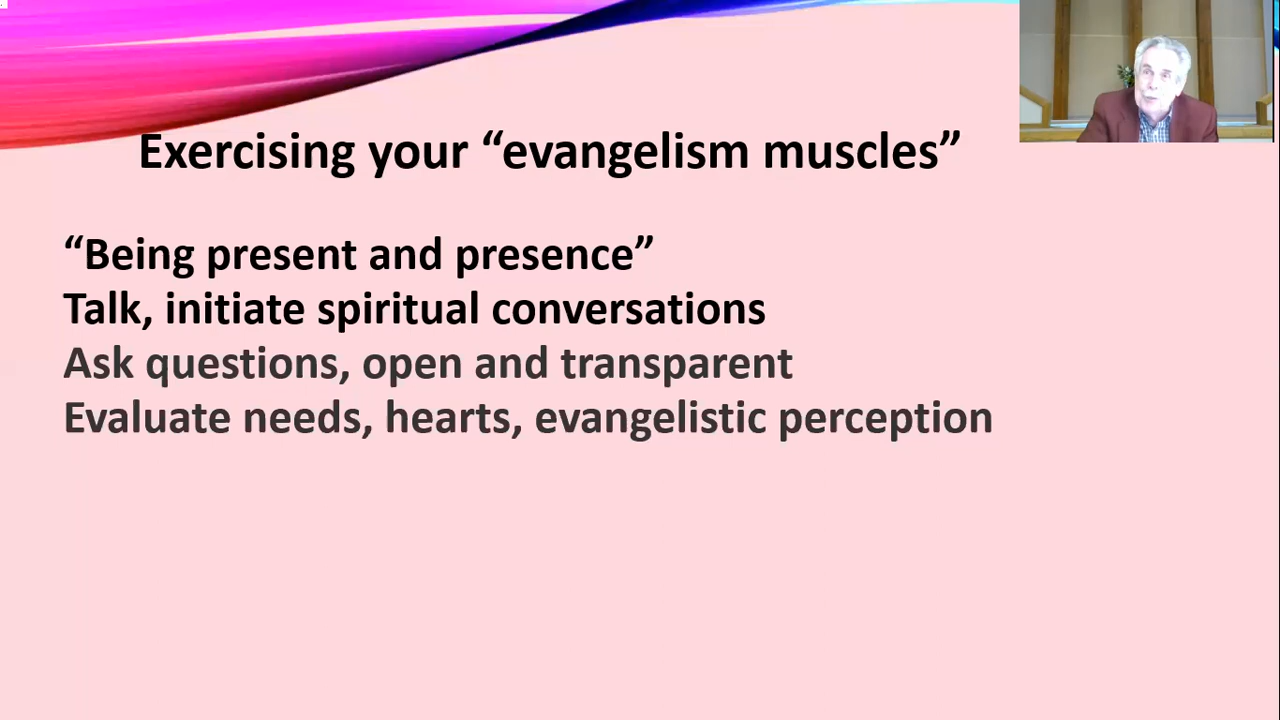 Exercising your “evangelism muscles”
“Being present and presence”
Talk, initiate spiritual conversations
Ask questions, open and transparent
Evaluate needs, hearts, evangelistic perception